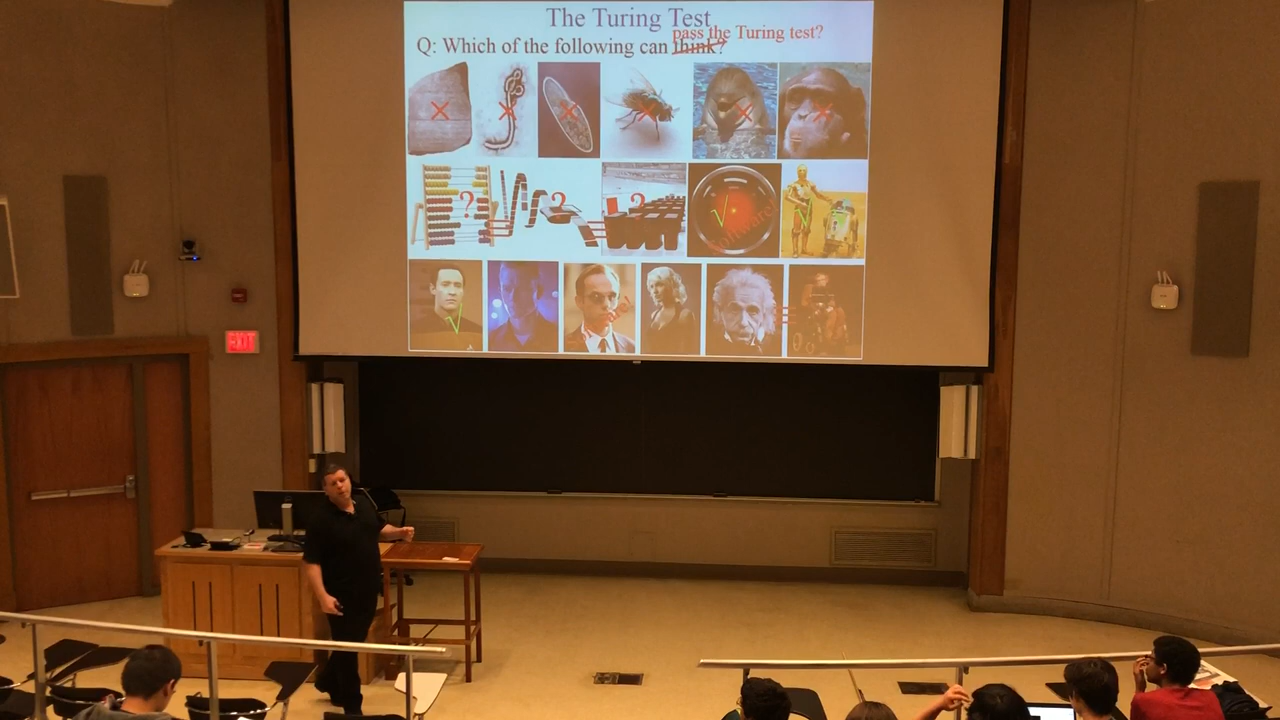 The Turing Test
pass the Turing test?
Q: Which of the following can think?
? ? ?
EXIT